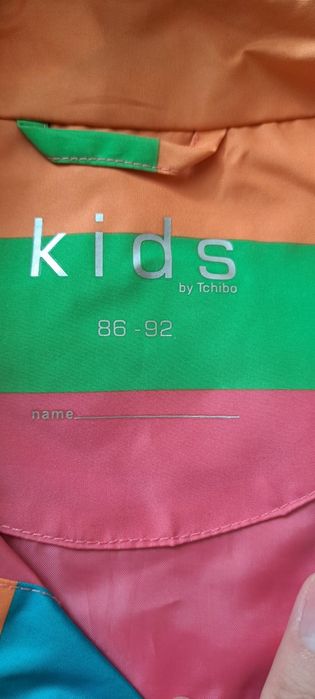 kids
by Tchibo
86 - 92
name